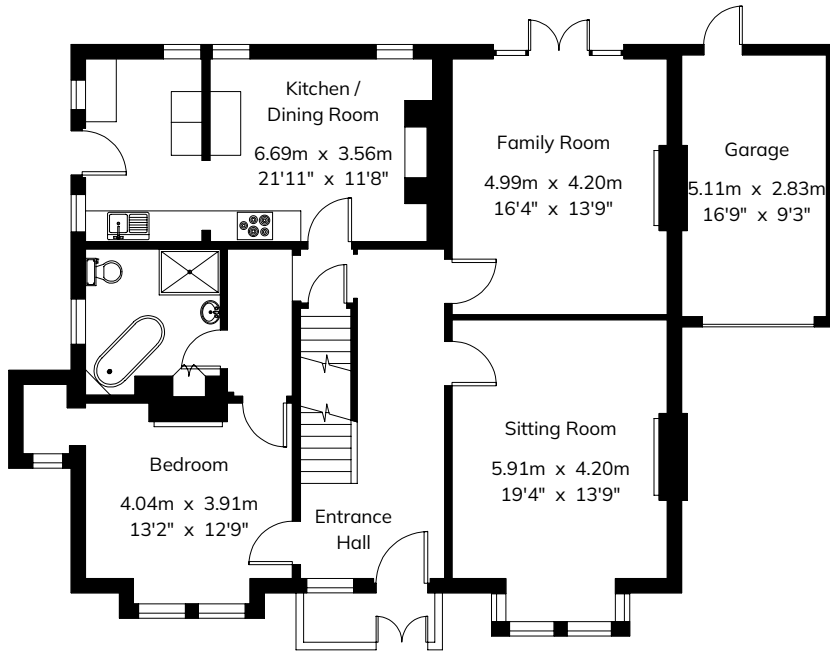 Kitchen /
Dining Room
6.69m x 3.56m
21'11" x 11'8"
Family Room
4.99m x 4.20m
16'4" x 13'9"
Garage
5.11m x 2.83m
16'9" x 9'3"
Sitting Room
5.91m x 4.20m
19'4" x 13'9"
Bedroom
4.04m x 3.91m
13'2" x 12'9"
Entrance
Hall